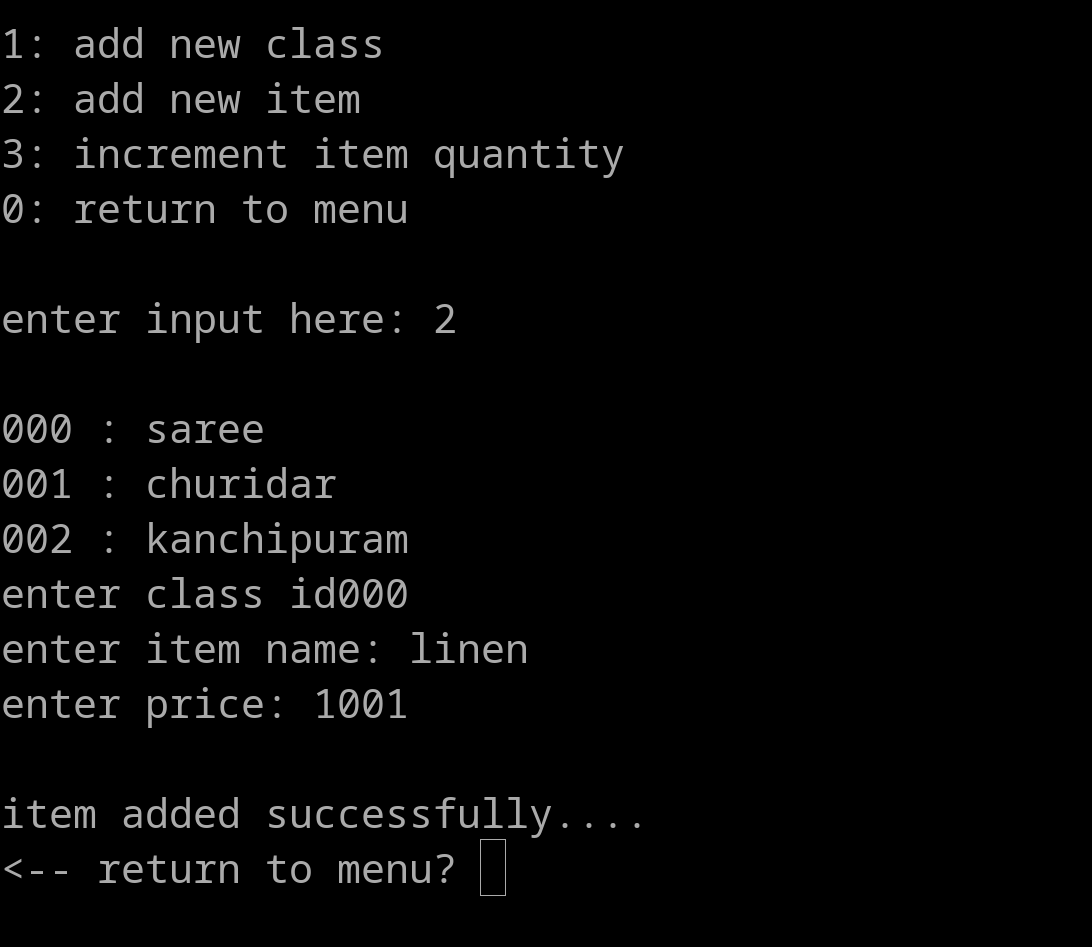 1: add new class
2: add new item
3: increment item quantity
0: return to menu
enter input here: 2
000 : saree
001 : churidar
002 : kanchipuram
enter class id000
enter item name: linen
enter price: 1001
item added successfully....
<-- return to menu?